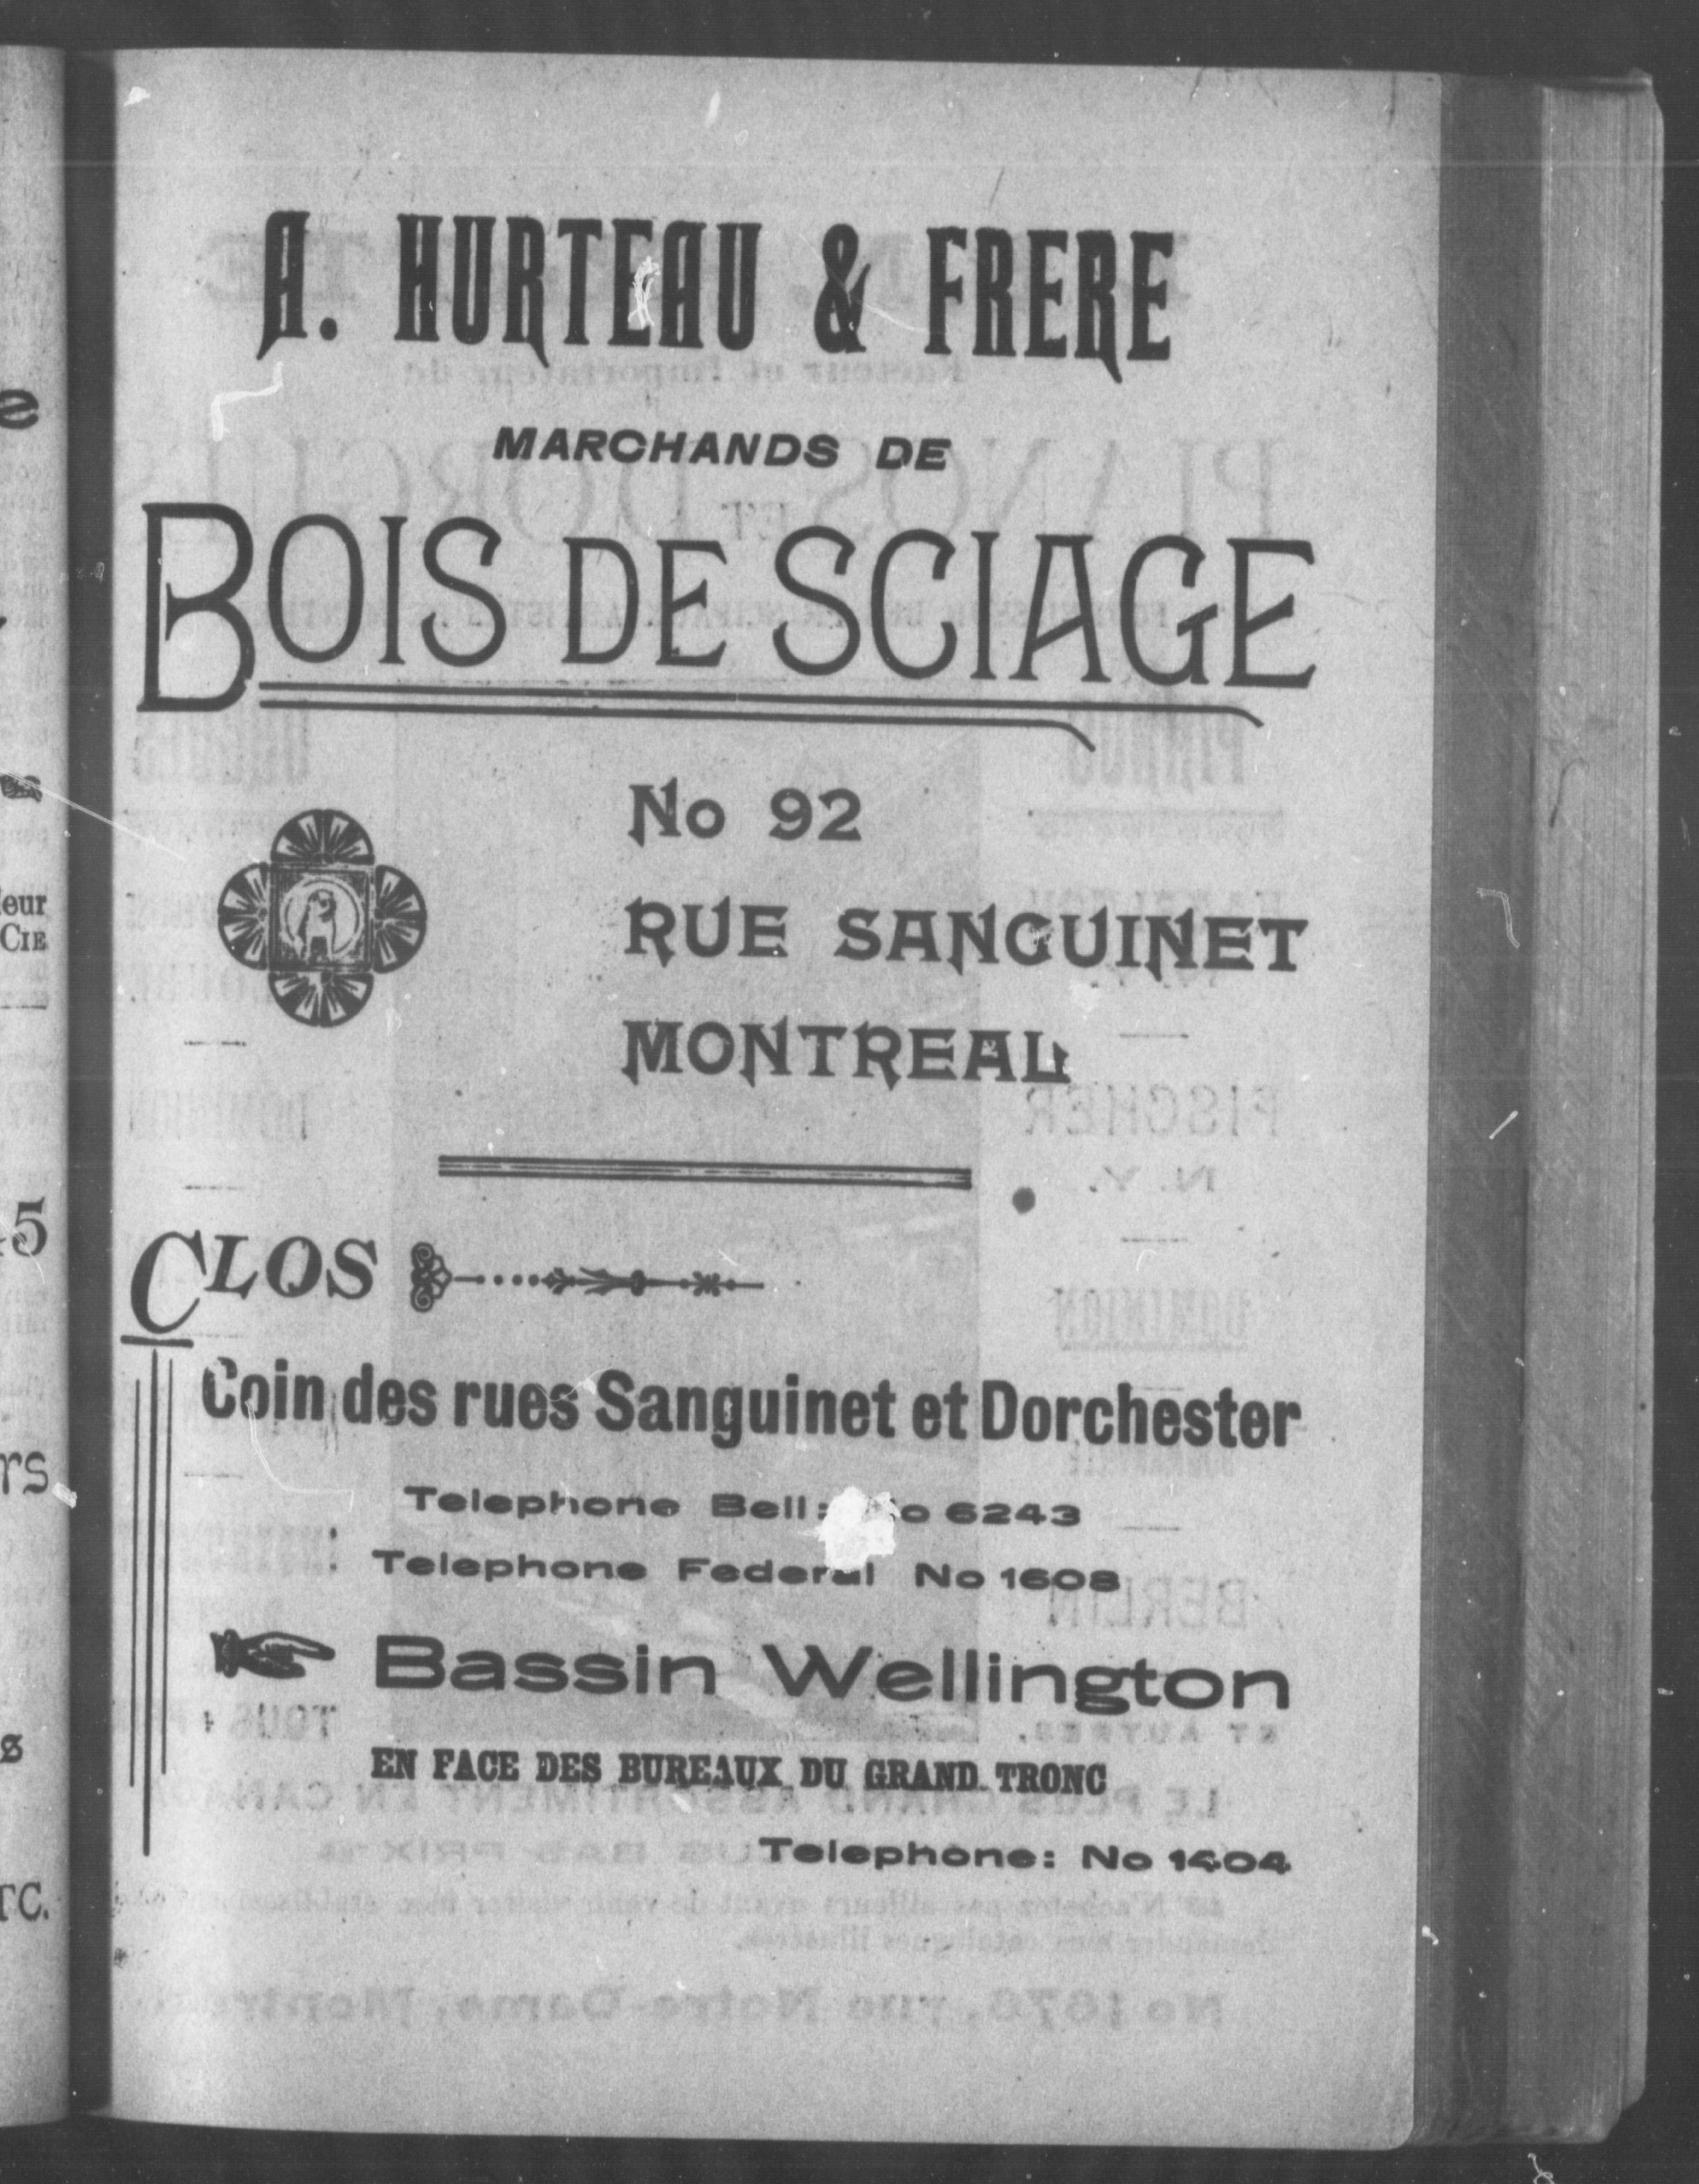 A. HURTEAU & FRERE
MARCHANDS DE
BOIS DE SCIAGE
No 92
RUE SANGUINET
MONTREAL
CLOS
Coin des rues Sanguinet et Dorchester
Telephone Bell: No 6243
Telephone Federal No 1608
Bassin Wellington
EN FACE DES BUREAUX DU GRAND TRONC
Telephone: No 1404